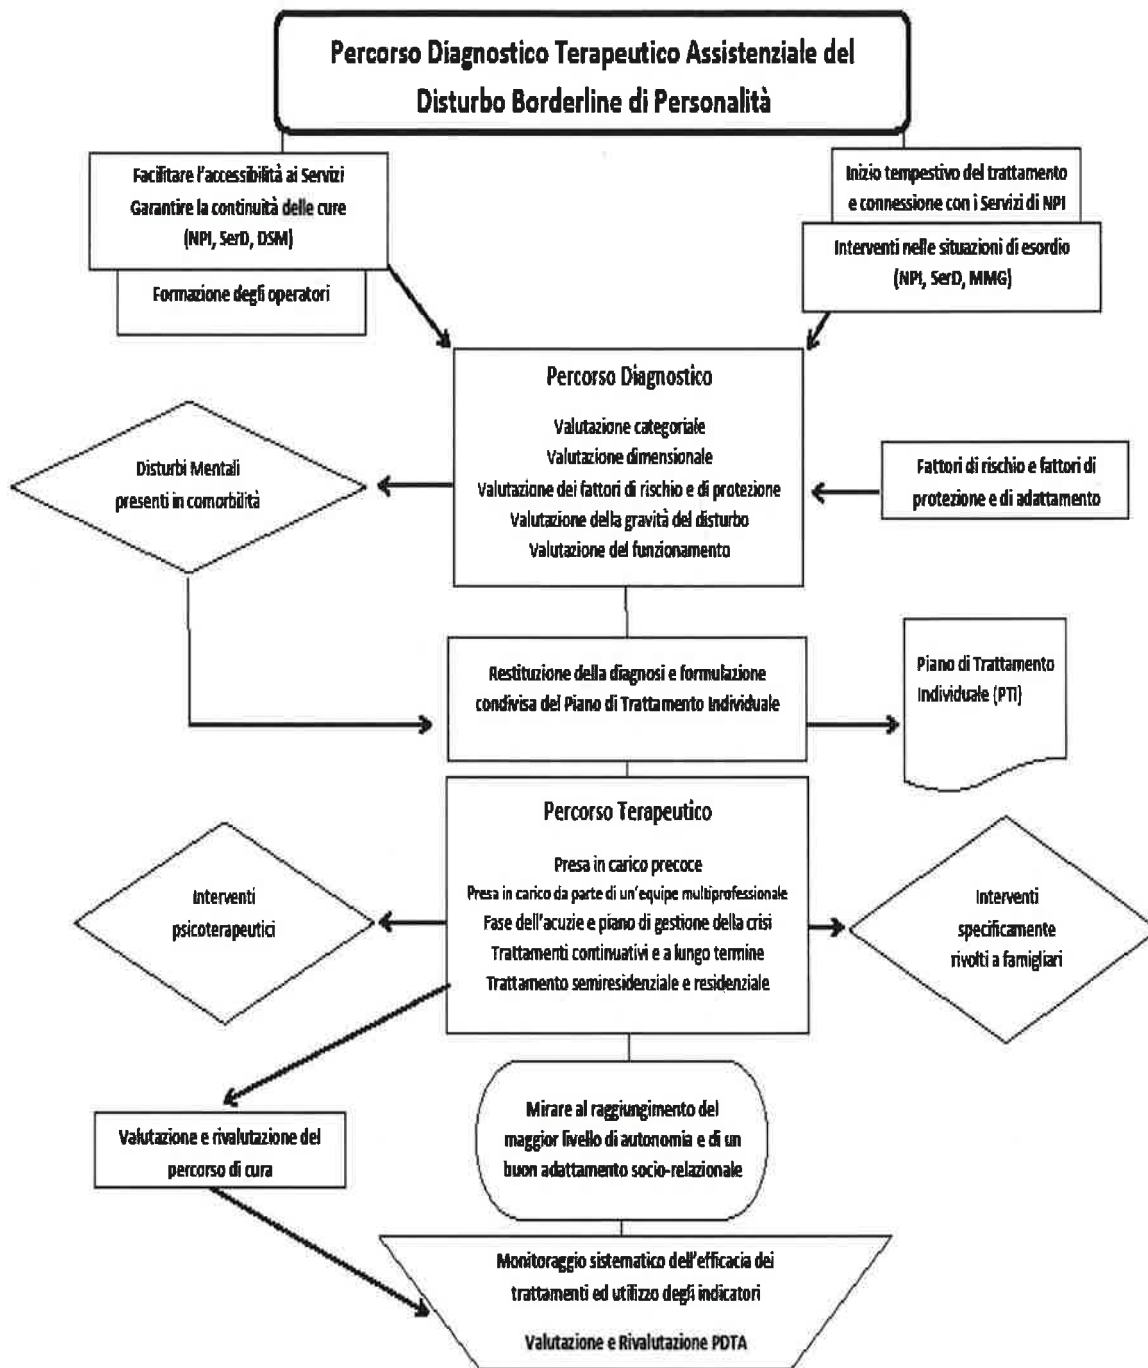 Percorso Diagnostico Terapeutico Assistenziale del
Disturbo Borderline di Personalità
Facilitare l'accessibilità ai Servizi
Garantire la continuità delle cure
(NPI, SerD, DSM)
Formazione degli operatori
Inizio tempestivo del trattamento
e connessione con i Servizi di NPI
Interventi nelle situazioni di esordio
(NPI, SerD, MMG)
Percorso Diagnostico
Valutazione categoriale
Valutazione dimensionale
Valutazione dei fattori di rischio e di protezione
Valutazione della gravità del disturbo
Valutazione del funzionamento
Disturbi Mentali
presenti in comorbilità
Fattori di rischio e fattori di
protezione e di adattamento
Restituzione della diagnosi e formulazione
condivisa del Piano di Trattamento Individuale
Piano di Trattamento
Individuale (PTI)
Percorso Terapeutico
Presa in carico precoce
Presa in carico da parte di un'equipe multiprofessionale
Fase dell'acuzie e piano di gestione della crisi
Trattamenti continuativi e a lungo termine
Trattamento semiresidenziale e residenziale
Interventi
psicoterapeutici
Interventi
specificamente
rivolti a famigliari
Valutazione e rivalutazione del
percorso di cura
Mirare al raggiungimento del
maggior livello di autonomia e di un
buon adattamento socio-relazionale
Monitoraggio sistematico dell'efficacia dei
trattamenti ed utilizzo degli indicatori
Valutazione e Rivalutazione PDTA